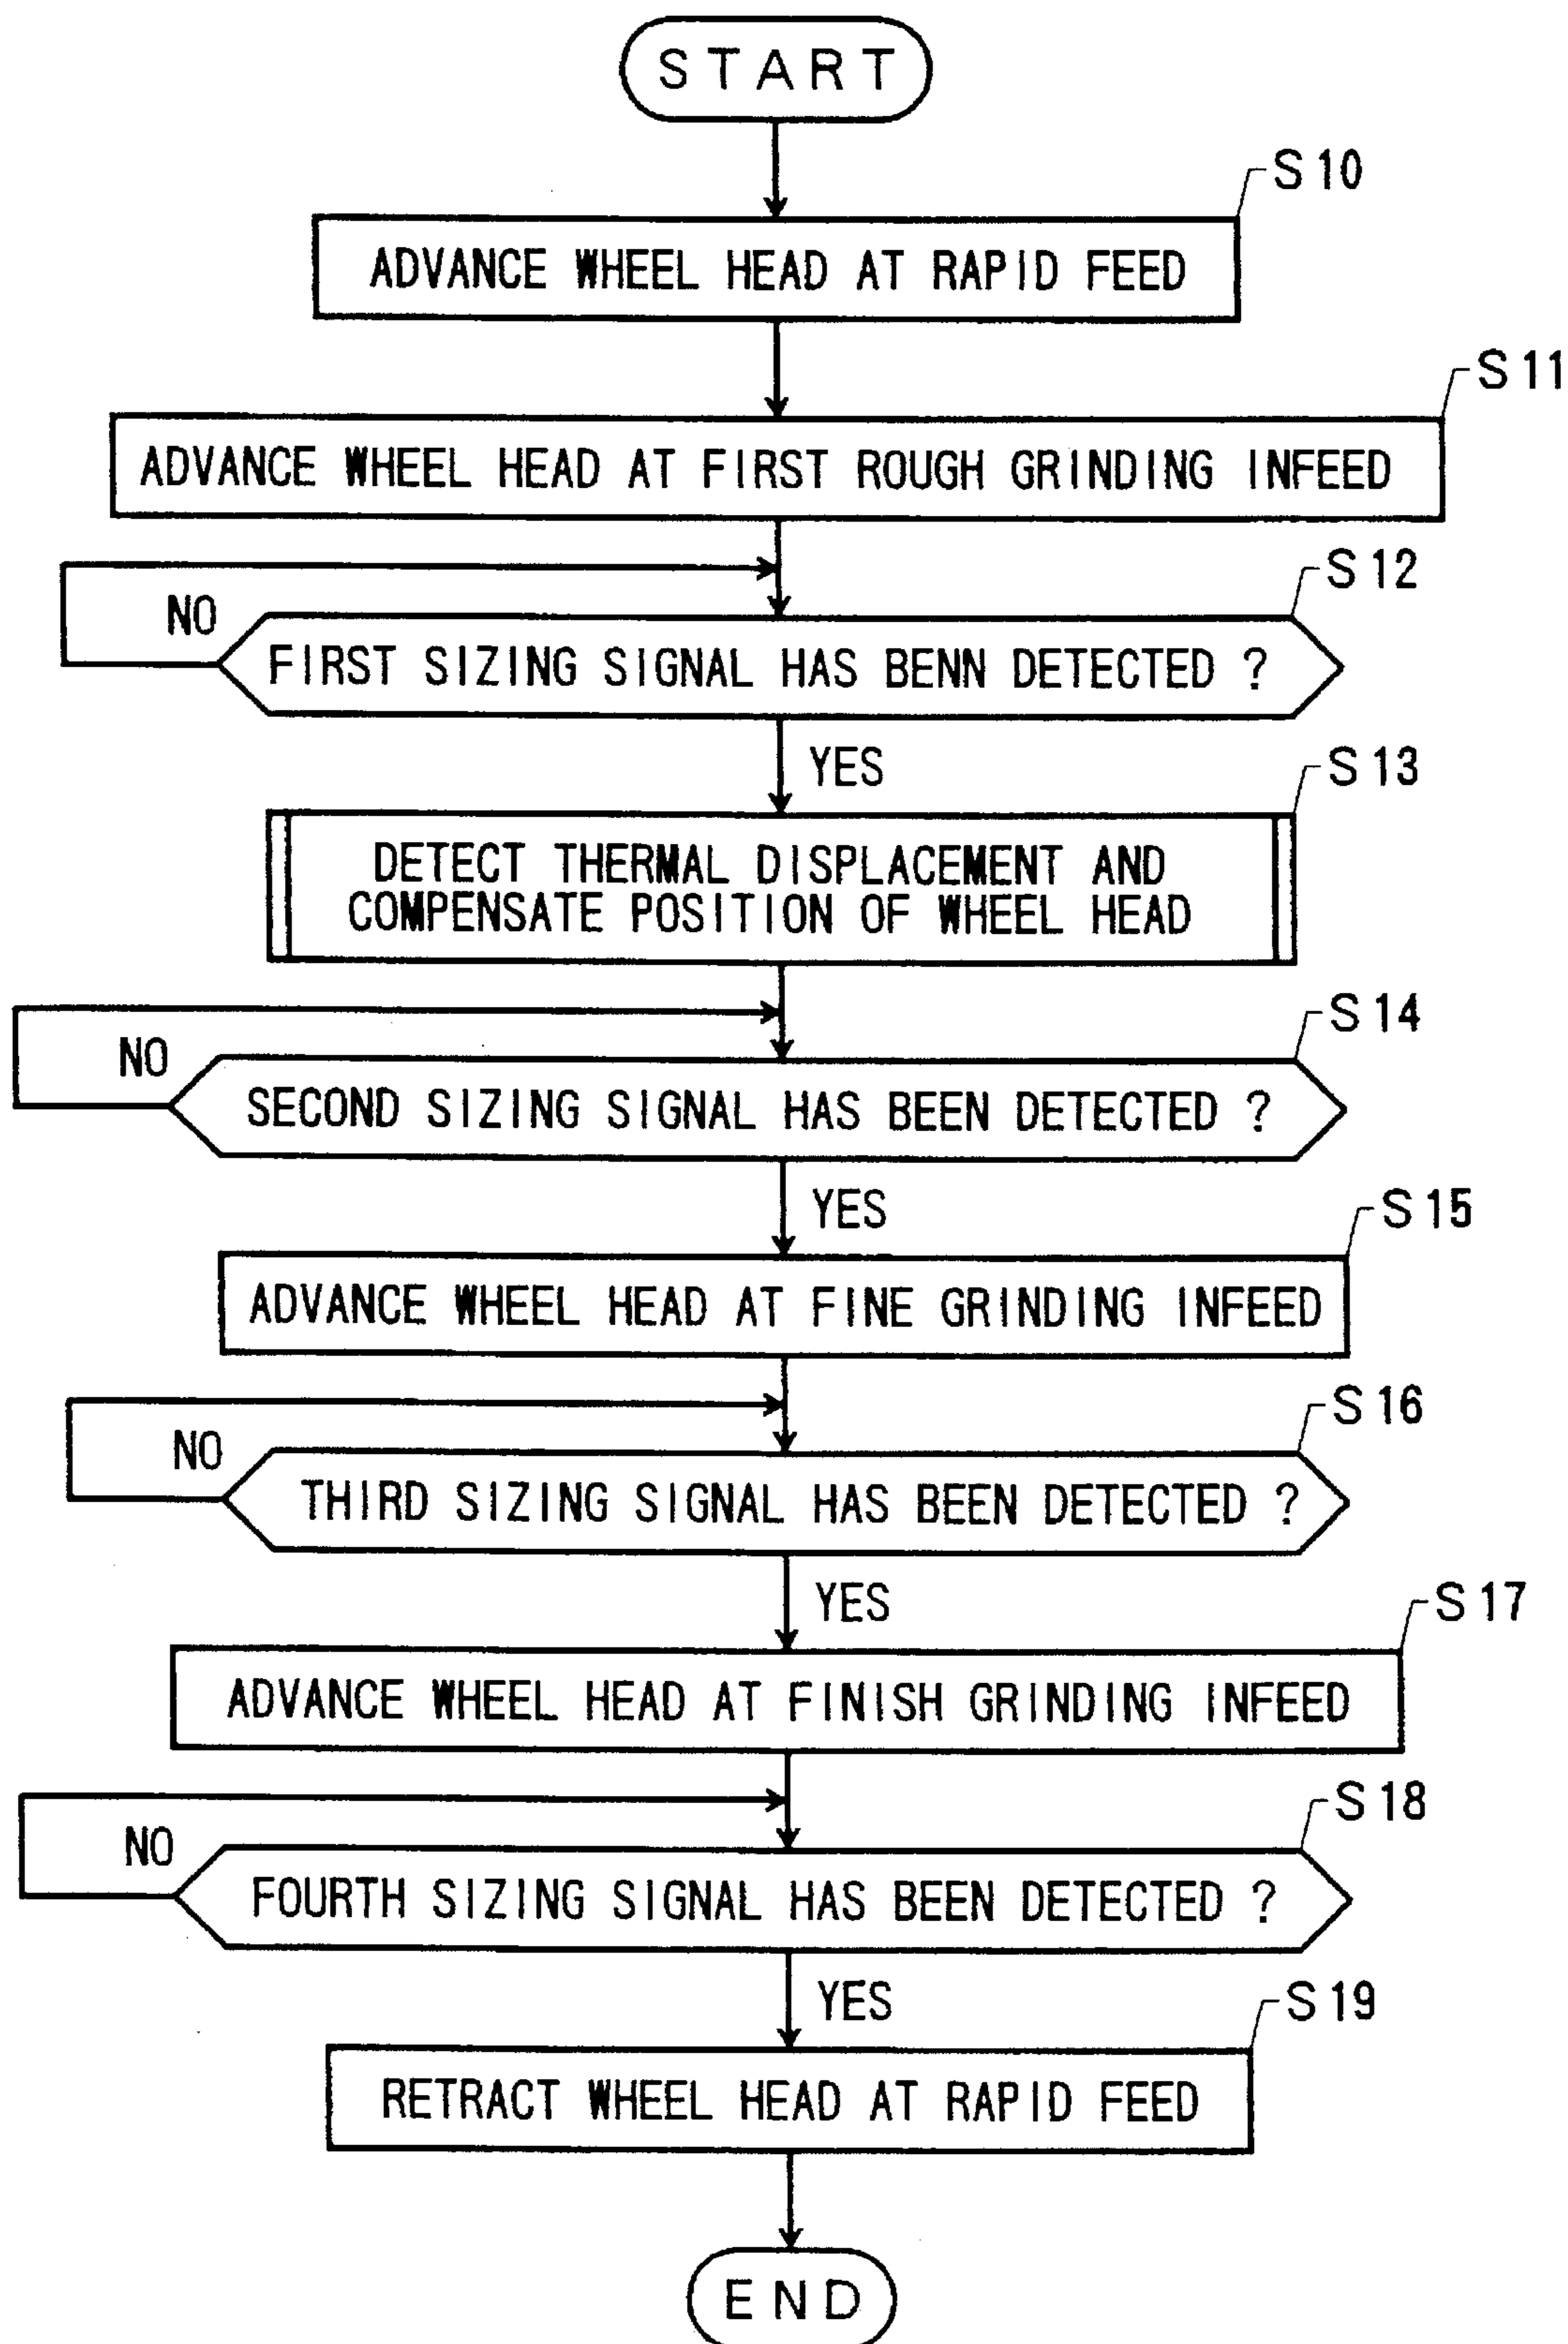 START
S10
ADVANCE WHEEL HEAD AT RAPID FEED
S11
ADVANCE WHEEL HEAD AT FIRST ROUGH GRINDING INFEED
S12
NO
FIRST SIZING SIGNAL HAS BENN DETECTED ?
YES
S13
DETECT THERMAL DISPLACEMENT AND
COMPENSATE POSITION OF WHEEL HEAD
S14
NO
SECOND SIZING SIGNAL HAS BEEN DETECTED ?
YES
S15
ADVANCE WHEEL HEAD AT FINE GRINDING INFEED
S16
NO
THIRD SIZING SIGNAL HAS BEEN DETECTED ?
YES
S17
ADVANCE WHEEL HEAD AT FINISH GRINDING INFEED
S18
NO
FOURTH SIZING SIGNAL HAS BEEN DETECTED ?
YES
S19
RETRACT WHEEL HEAD AT RAPID FEED
END